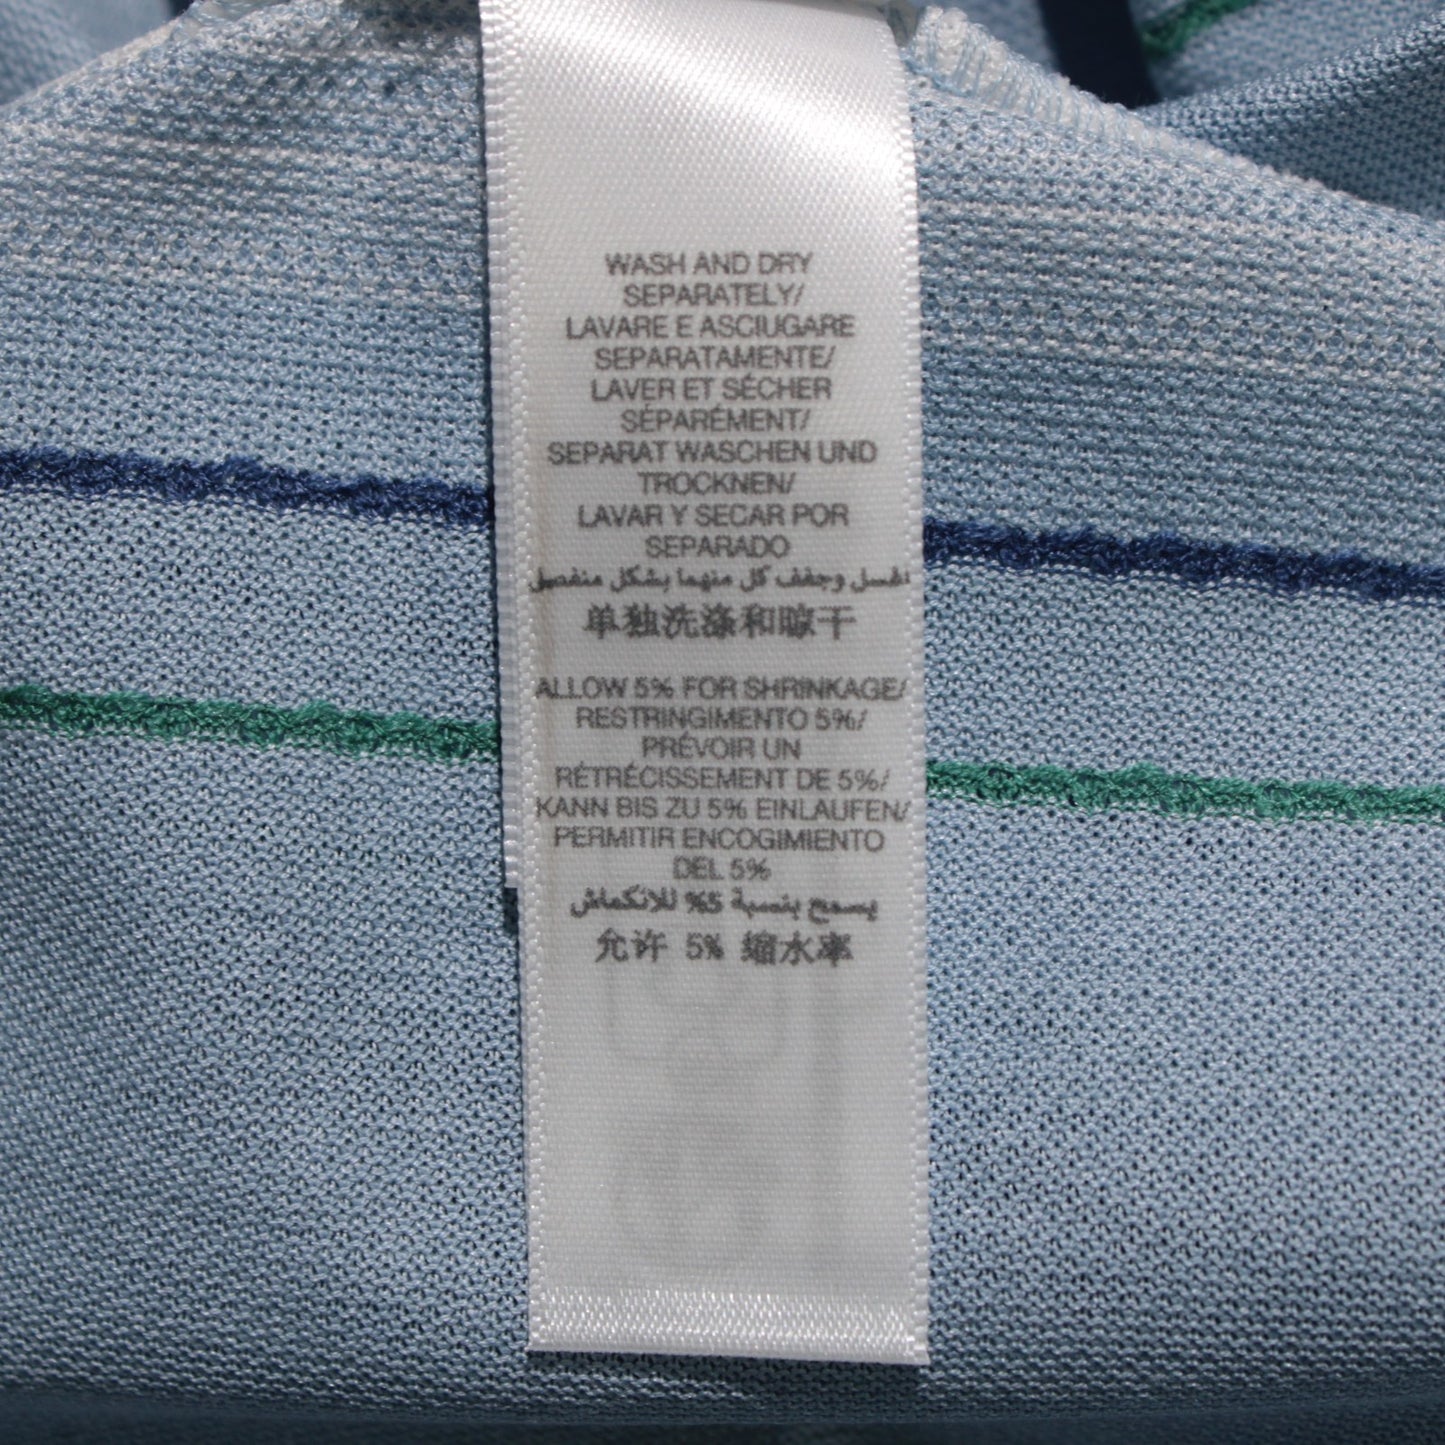 WASH AND DRY
SEPARATELY/
LAVARE E ASCIUGARE
SEPARATAMENTE/
LAVER ET SÉCHER
SÉPARÉMENT/
SEPARAT WASCHEN UND
TROCKNEN/
LAVAR Y SECAR POR
SEPARADO
اغسل وجفف كل منهما بشكل منفصل
单独洗涤和晾干
ALLOW 5% FOR SHRINKAGE/
RESTRINGIMENTO 5%/
PRÉVOIR UN
RÉTRÉCISSEMENT DE 5%/
KANN BIS ZU 5% EINLAUFEN/
PERMITIR ENCOGIMIENTO
DEL 5%
يسمح بنسبة 5% للانكماش
允许 5% 缩水率